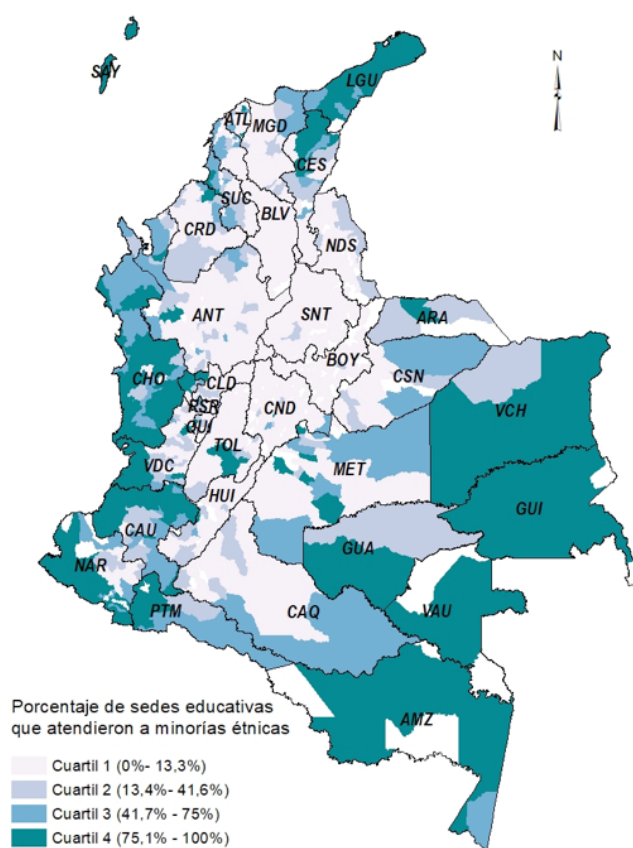 N
SAY
LGU
ATL
MGD
CES
SUC
BLV
CRD
NDS
ANT
SNT
ARA
BOY
CHO
CLD
CSN
RSR
CND
VCH
QUI
TOL
VDC
MET
HUI
GUI
CAU
GUA
NAR
VAU
PTM
CAQ
AMZ
Porcentaje de sedes educativas
que atendieron a minorías étnicas
Cuartil 1 (0%- 13,3%)
Cuartil 2 (13,4%- 41,6%)
Cuartil 3 (41,7% - 75%)
Cuartil 4 (75,1% - 100%)